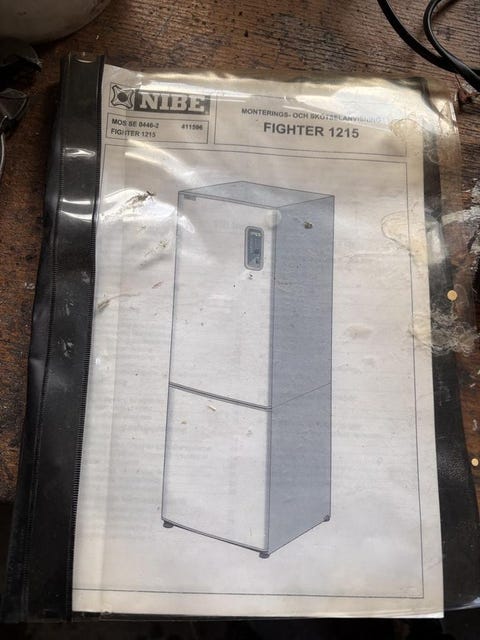 NIBE
MOS SE 0446-2 411596
FIGHTER 1215
MONTERINGS- OCH SKÖTSELANVISNING
FIGHTER 1215